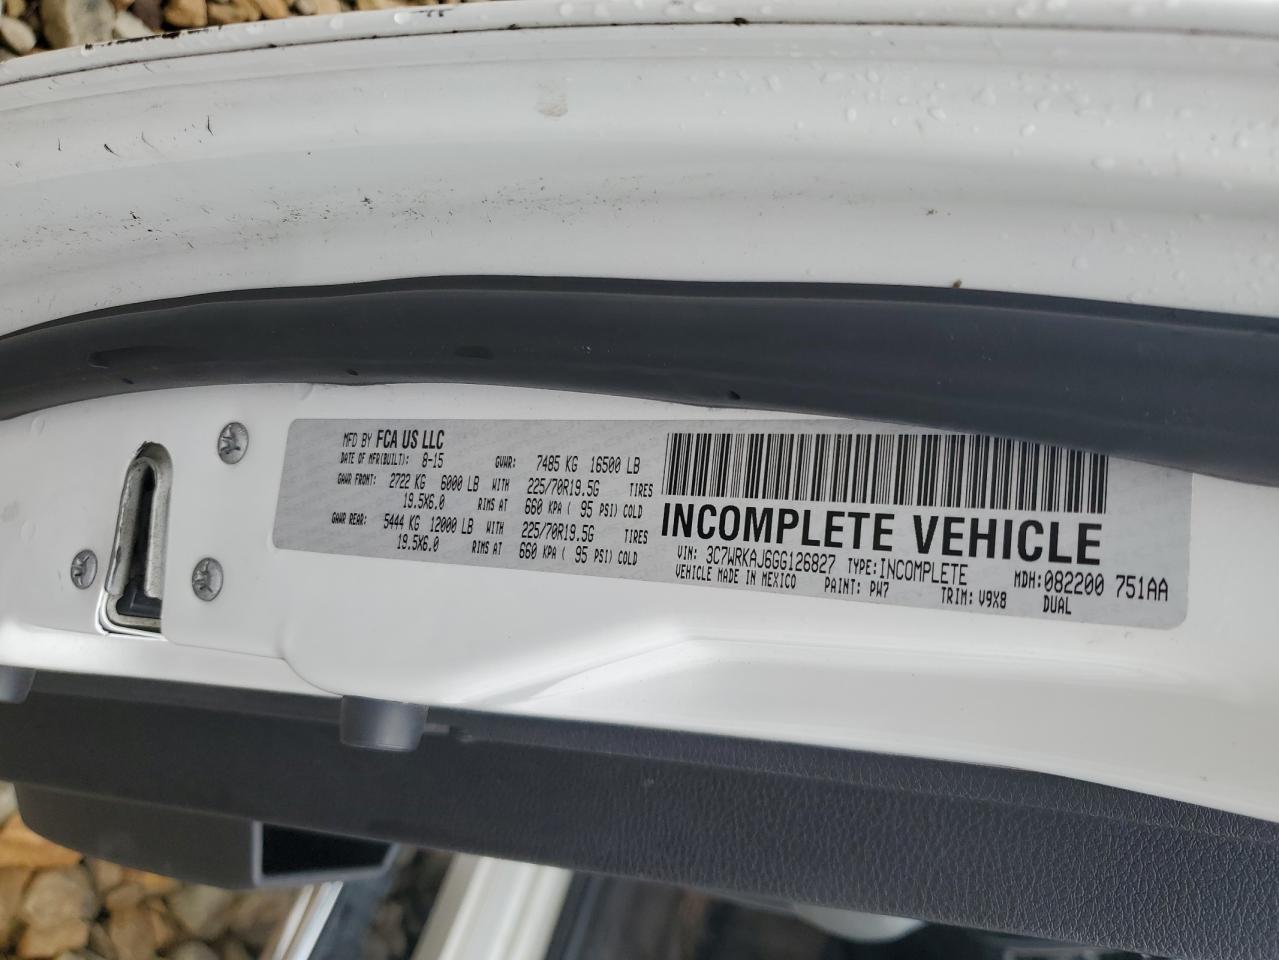 MFD BY FCA US LLC
DATE OF MFR(BUILT): 8-15 GVWR: 7485 KG 16500 LB
GAWR FRONT: 2722 KG 6000 LB WITH 225/70R19.5G TIRES
19.5X6.0 RIMS AT 660 KPA ( 95 PSI) COLD
GAWR REAR: 5444 KG 12000 LB WITH 225/70R19.5G TIRES
19.5X6.0 RIMS AT 660 KPA ( 95 PSI) COLD
INCOMPLETE VEHICLE
VIN: 3C7WRKAJ6GG126827 TYPE: INCOMPLETE MDH: 082200 751AA
VEHICLE MADE IN MEXICO PAINT: PW7 TRIM: V9X8 DUAL